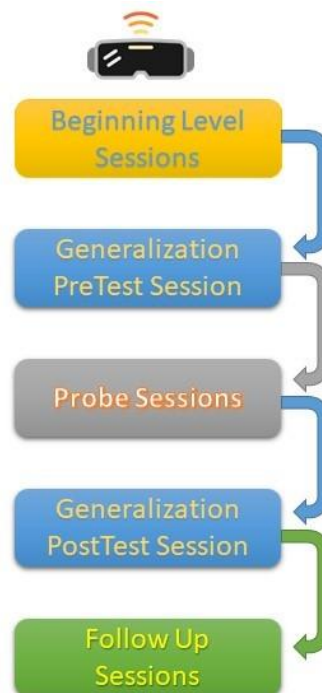 Beginning Level
Sessions
Generalization
PreTest Session
Probe Sessions
Generalization
PostTest Session
Follow Up
Sessions